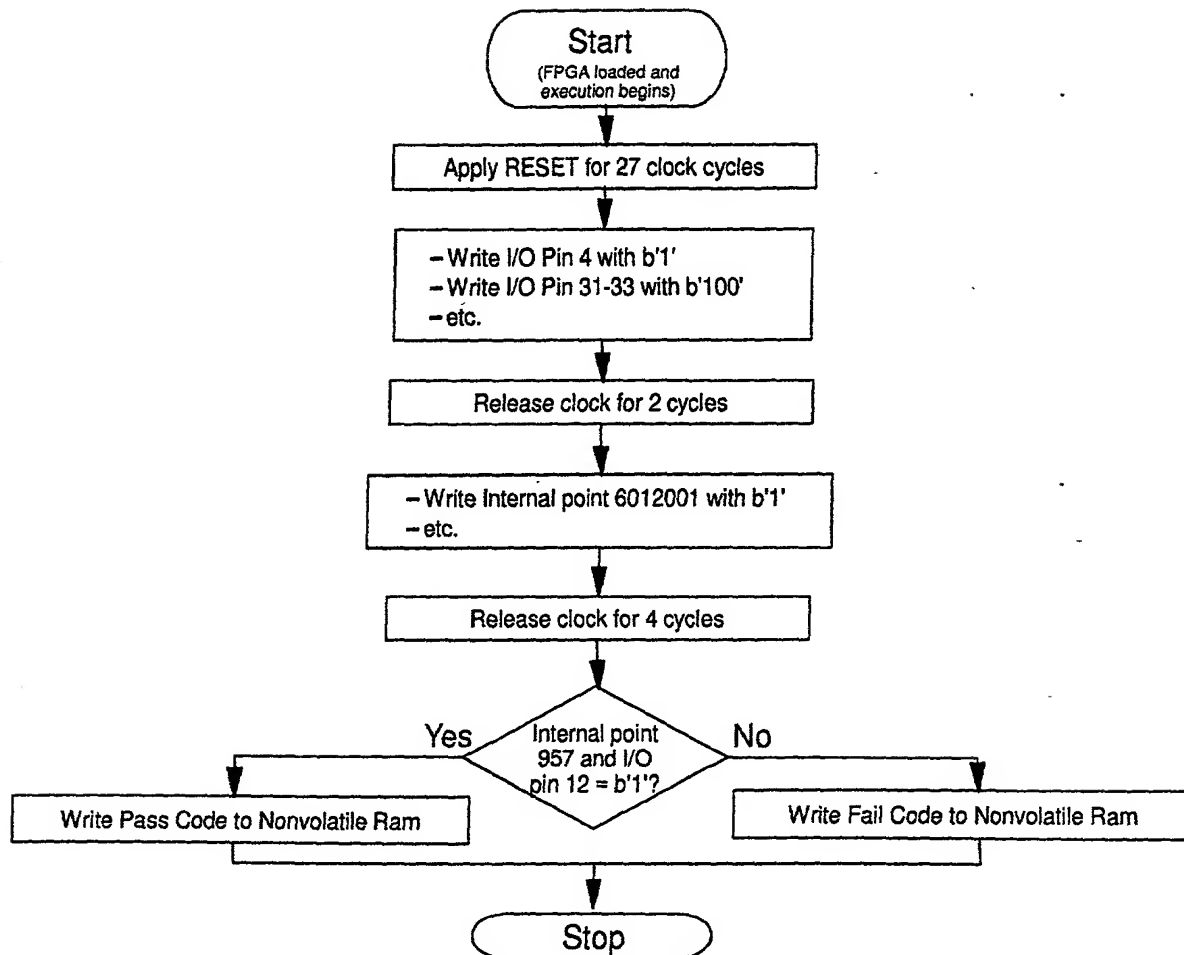 Start
(FPGA loaded and
execution begins)
Apply RESET for 27 clock cycles
– Write I/O Pin 4 with b'1'
– Write I/O Pin 31-33 with b'100'
– etc.
Release clock for 2 cycles
– Write Internal point 6012001 with b'1'
– etc.
Release clock for 4 cycles
Yes
Internal point
No
957 and I/O
pin 12 = b'1'?
Write Pass Code to Nonvolatile Ram
Write Fail Code to Nonvolatile Ram
Stop